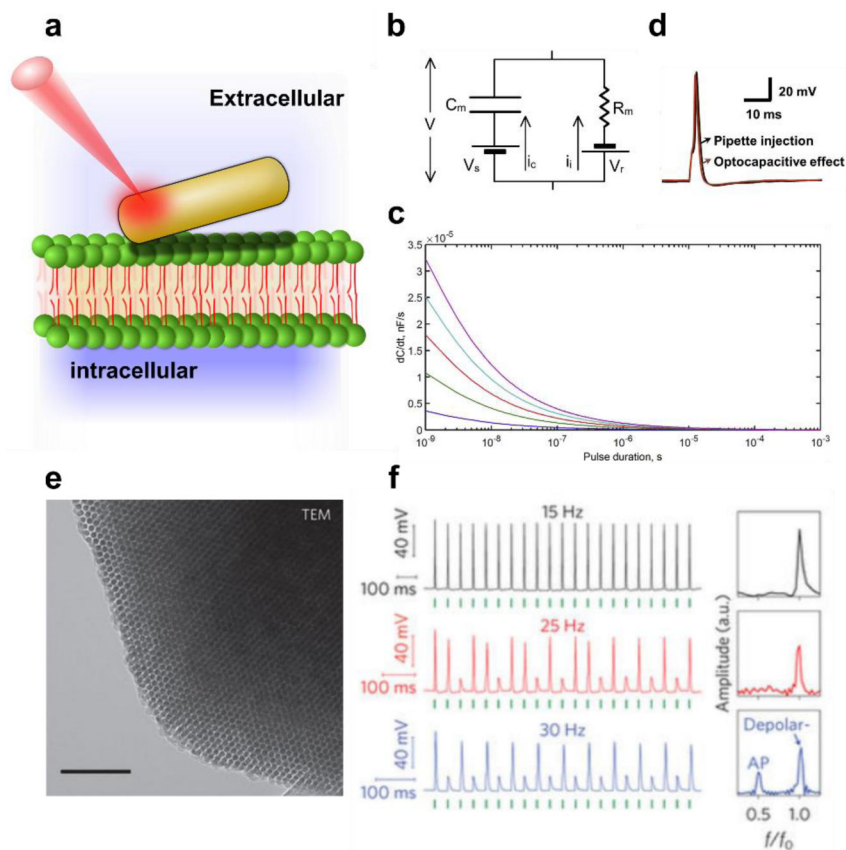 a
Extracellular
intracellular
b
V
Cm
Rm
Vs
ic
ii
Vr
d
20 mV
10 ms
Pipette injection
Optocapacitive effect
c
×10⁻⁵
3.5
3
2.5
2
1.5
1
0.5
0
dC/dt, nF/s
10⁻⁹
10⁻⁸
10⁻⁷
10⁻⁶
10⁻⁵
10⁻⁴
10⁻³
Pulse duration, s
e
TEM
f
15 Hz
40 mV
100 ms
25 Hz
40 mV
100 ms
30 Hz
40 mV
100 ms
Amplitude (a.u.)
Depolar-
AP
0.5
1.0
f/f₀